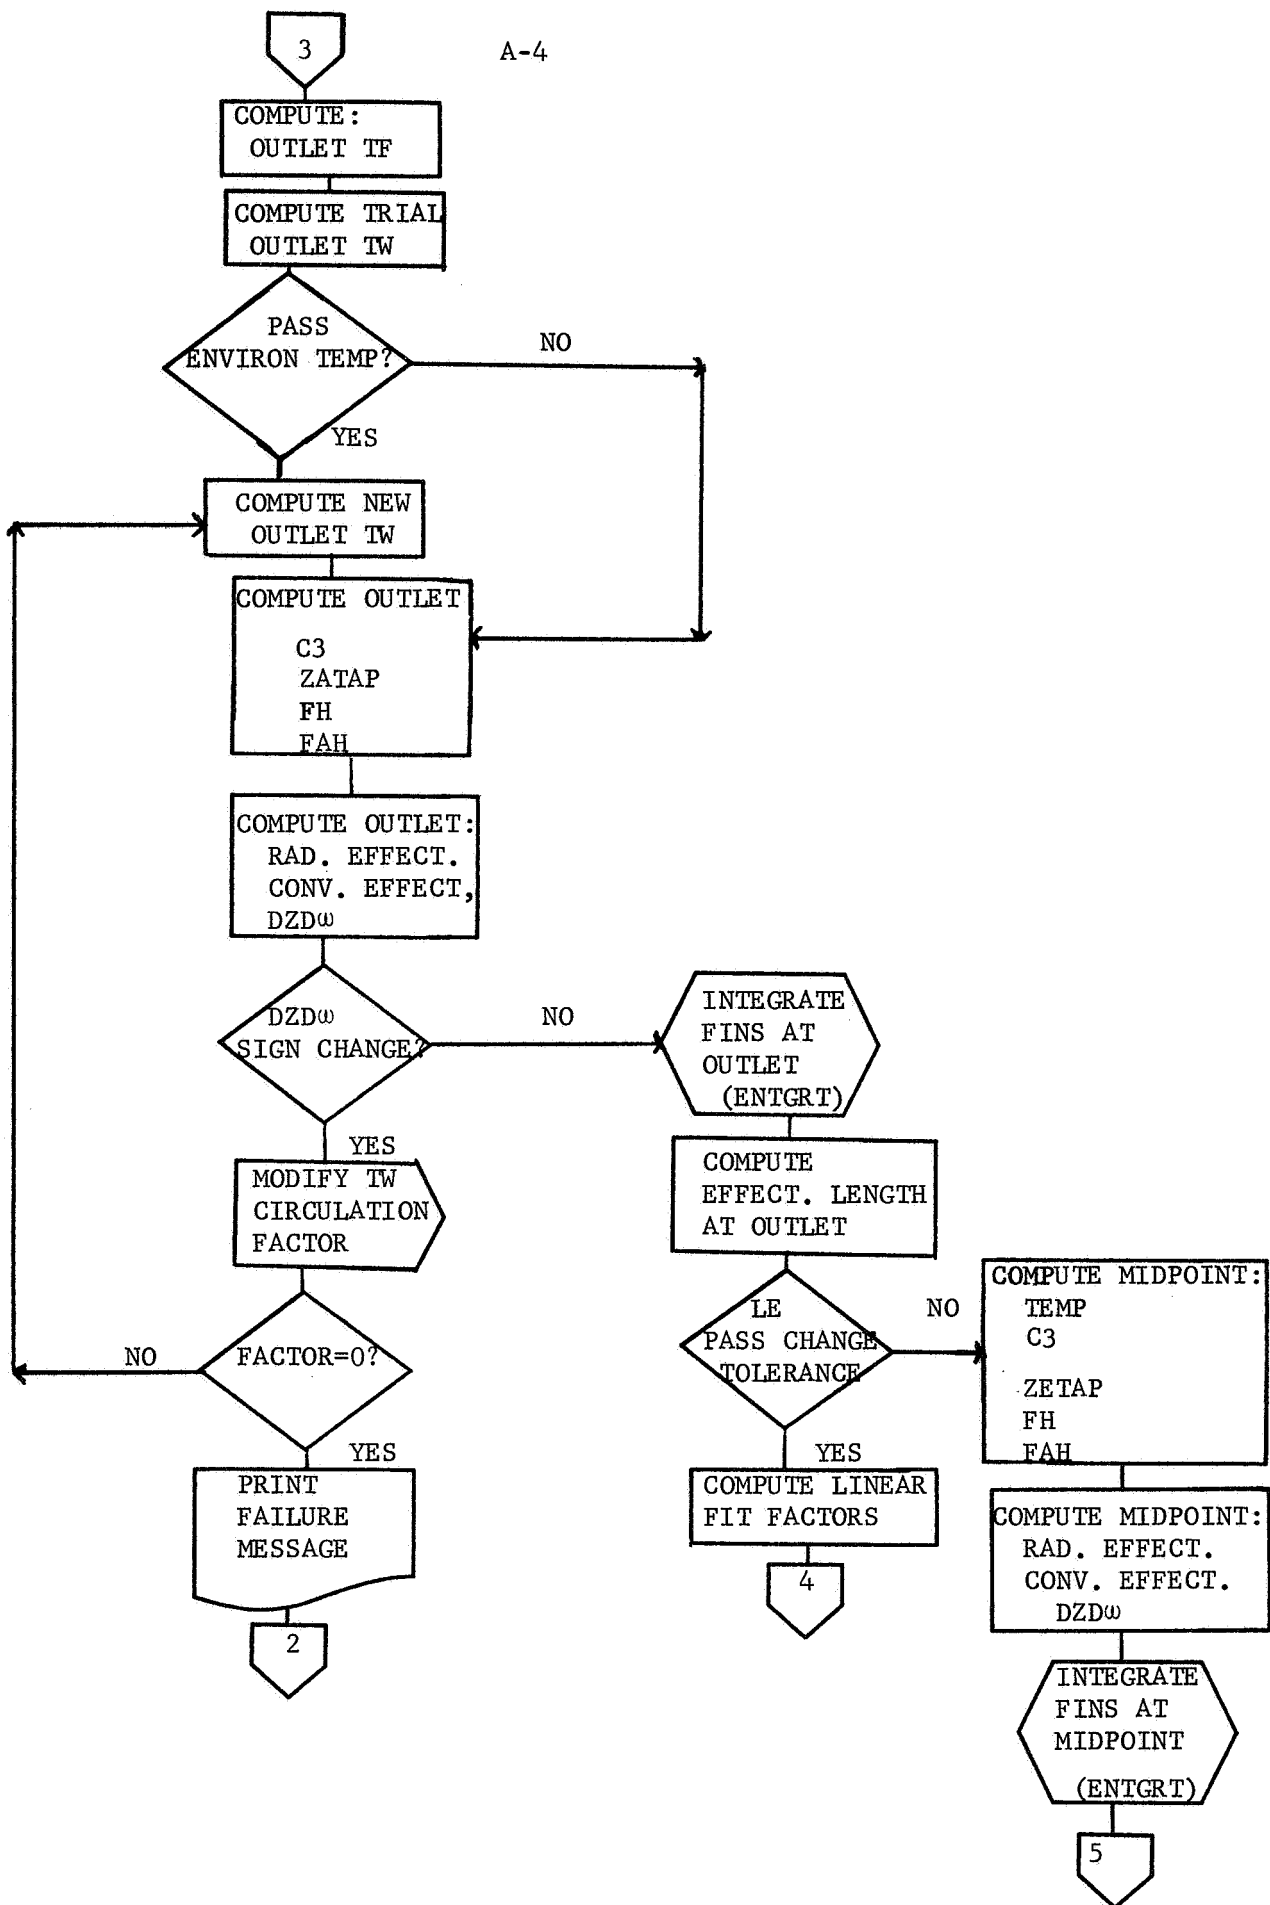 3
A-4
COMPUTE:
OUTLET TF
COMPUTE TRIAL
OUTLET TW
PASS
ENVIRON TEMP?
NO
YES
COMPUTE NEW
OUTLET TW
COMPUTE OUTLET
C3
ZATAP
FH
FAH
COMPUTE OUTLET:
RAD. EFFECT.
CONV. EFFECT,
DZDω
DZDω
SIGN CHANGE?
NO
YES
MODIFY TW
CIRCULATION
FACTOR
FACTOR=0?
NO
YES
PRINT
FAILURE
MESSAGE
2
INTEGRATE
FINS AT
OUTLET
(ENTGRT)
COMPUTE
EFFECT. LENGTH
AT OUTLET
LE
PASS CHANGE
TOLERANCE
NO
YES
COMPUTE LINEAR
FIT FACTORS
4
COMPUTE MIDPOINT:
TEMP
C3
ZETAP
FH
FAH
COMPUTE MIDPOINT:
RAD. EFFECT.
CONV. EFFECT.
DZDω
INTEGRATE
FINS AT
MIDPOINT
(ENTGRT)
5